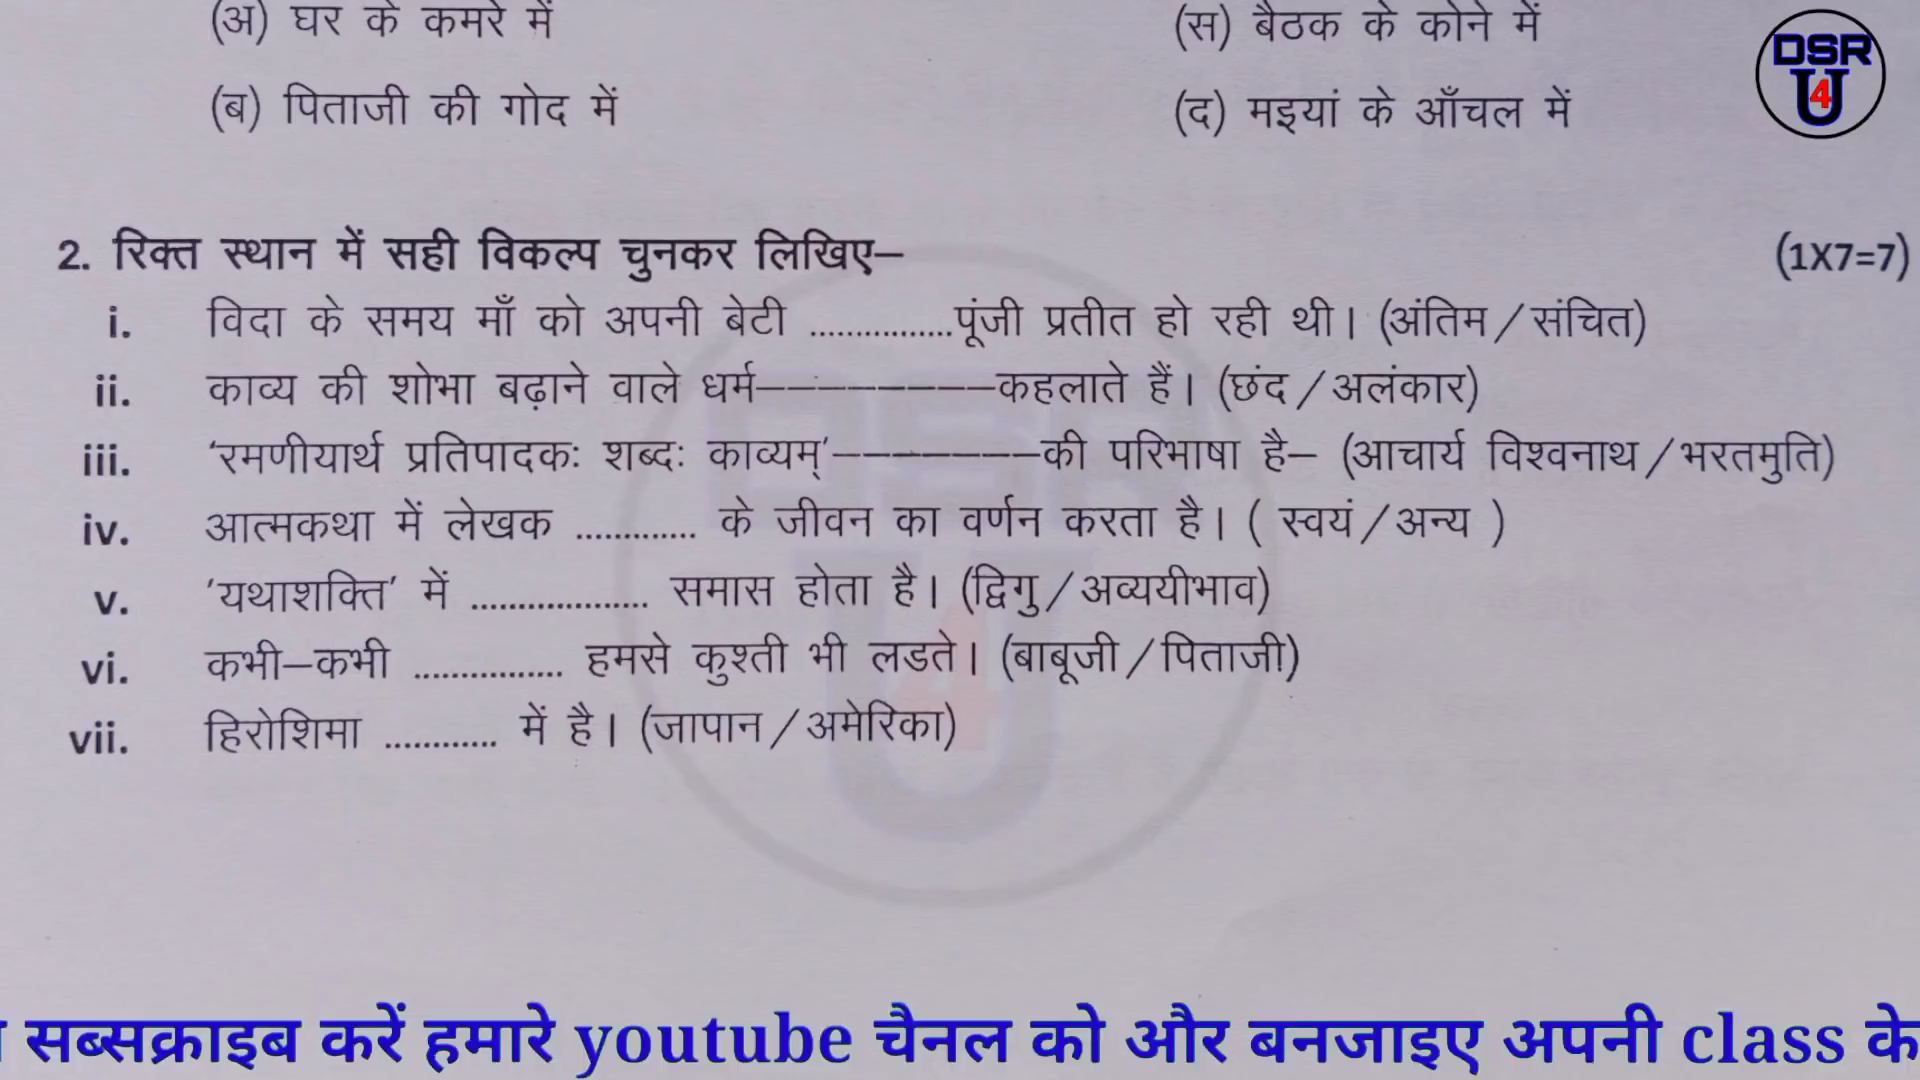 (अ) घर के कमरे में (स) बैठक के कोने में
(ब) पिताजी की गोद में (द) मइयां के आँचल में
DSR
U
4
2. रिक्त स्थान में सही विकल्प चुनकर लिखिए– (1X7=7)
i. विदा के समय माँ को अपनी बेटी ................पूंजी प्रतीत हो रही थी। (अंतिम/संचित)
ii. काव्य की शोभा बढ़ाने वाले धर्म––––––––कहलाते हैं। (छंद/अलंकार)
iii. 'रमणीयार्थ प्रतिपादकः शब्दः काव्यम्'–––––––की परिभाषा है– (आचार्य विश्वनाथ/भरतमुति)
iv. आत्मकथा में लेखक ............. के जीवन का वर्णन करता है। ( स्वयं/अन्य )
v. 'यथाशक्ति' में ................... समास होता है। (द्विगु/अव्ययीभाव)
vi. कभी–कभी ................ हमसे कुश्ती भी लडते। (बाबूजी/पिताजी)
vii. हिरोशिमा ............ में है। (जापान/अमेरिका)
सब्सक्राइब करें हमारे youtube चैनल को और बनजाइए अपनी class के